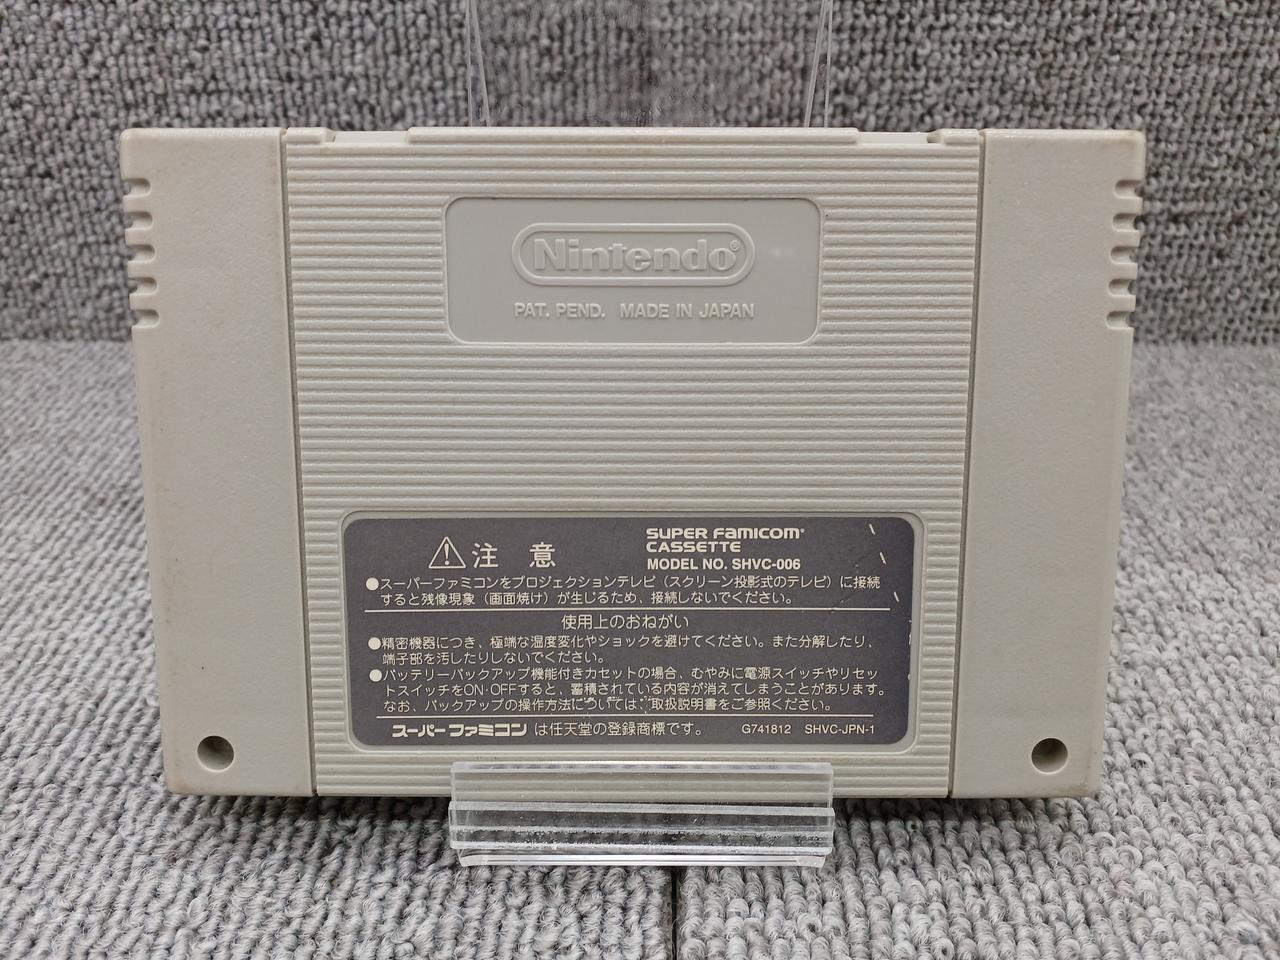 Nintendo®
PAT. PEND. MADE IN JAPAN
⚠注意
SUPER FAMICOM®
CASSETTE
MODEL NO. SHVC-006
●スーパーファミコンをプロジェクションテレビ（スクリーン投影式のテレビ）に接続
すると残像現象（画面焼け）が生じるため、接続しないでください。
使用上のおねがい
●精密機器につき、極端な温度変化やショックを避けてください。また分解したり、
端子部を汚したりしないでください。
●バッテリーバックアップ機能付きカセットの場合、むやみに電源スイッチやリセッ
トスイッチをON·OFFすると、蓄積されている内容が消えてしまうことがあります。
なお、バックアップの操作方法については、取扱説明書をご参照ください。
スーパーファミコンは任天堂の登録商標です。 G741812 SHVC-JPN-1